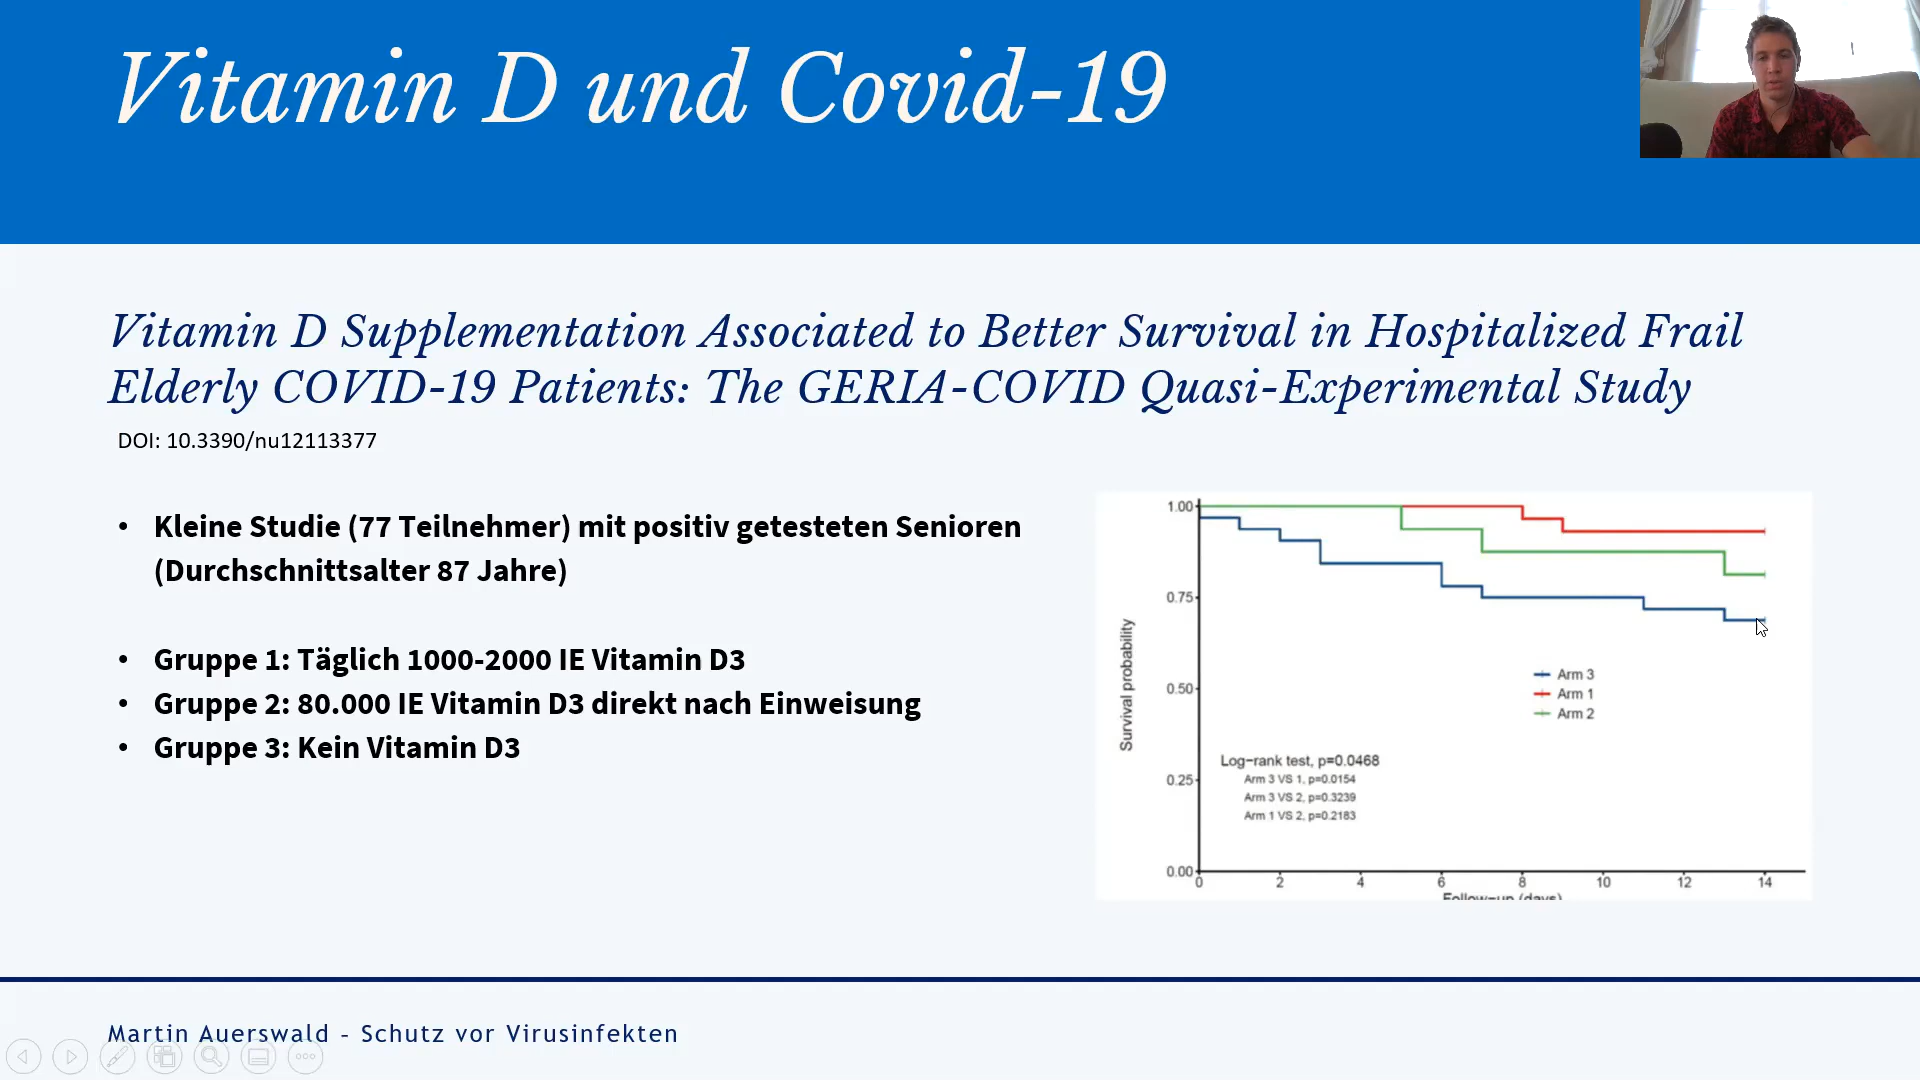 Vitamin D und Covid-19
Vitamin D Supplementation Associated to Better Survival in Hospitalized Frail
Elderly COVID-19 Patients: The GERIA-COVID Quasi-Experimental Study
DOI: 10.3390/nu12113377
• Kleine Studie (77 Teilnehmer) mit positiv getesteten Senioren
(Durchschnittsalter 87 Jahre)
• Gruppe 1: Täglich 1000-2000 IE Vitamin D3
• Gruppe 2: 80.000 IE Vitamin D3 direkt nach Einweisung
• Gruppe 3: Kein Vitamin D3
1.00
0.75
0.50
0.25
0.00
Survival probability
Arm 3
Arm 1
Arm 2
Log-rank test, p=0.0468
Arm 3 VS 1, p=0.0154
Arm 3 VS 2, p=0.3239
Arm 1 VS 2, p=0.2183
0 2 4 6 8 10 12 14
Follow-up (days)
Martin Auerswald – Schutz vor Virusinfekten